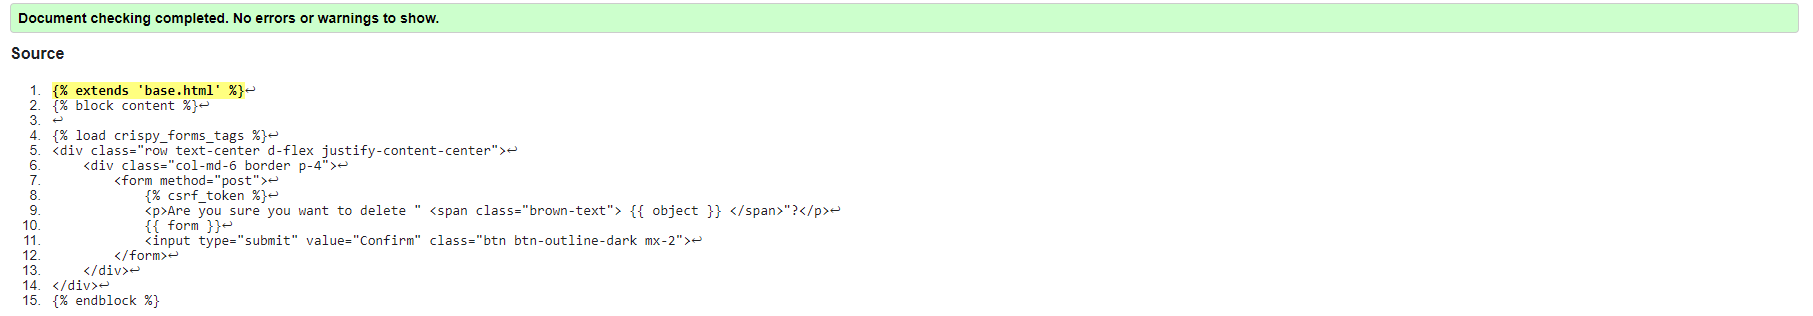 Document checking completed. No errors or warnings to show.
Source
1. {% extends 'base.html' %}↩
2. {% block content %}↩
3. ↩
4. {% load crispy_forms_tags %}↩
5. <div class="row text-center d-flex justify-content-center">↩
6.     <div class="col-md-6 border p-4">↩
7.         <form method="post">↩
8.             {% csrf_token %}↩
9.             <p>Are you sure you want to delete " <span class="brown-text"> {{ object }} </span>"?</p>↩
10.             {{ form }}↩
11.             <input type="submit" value="Confirm" class="btn btn-outline-dark mx-2">↩
12.         </form>↩
13.     </div>↩
14. </div>↩
15. {% endblock %}